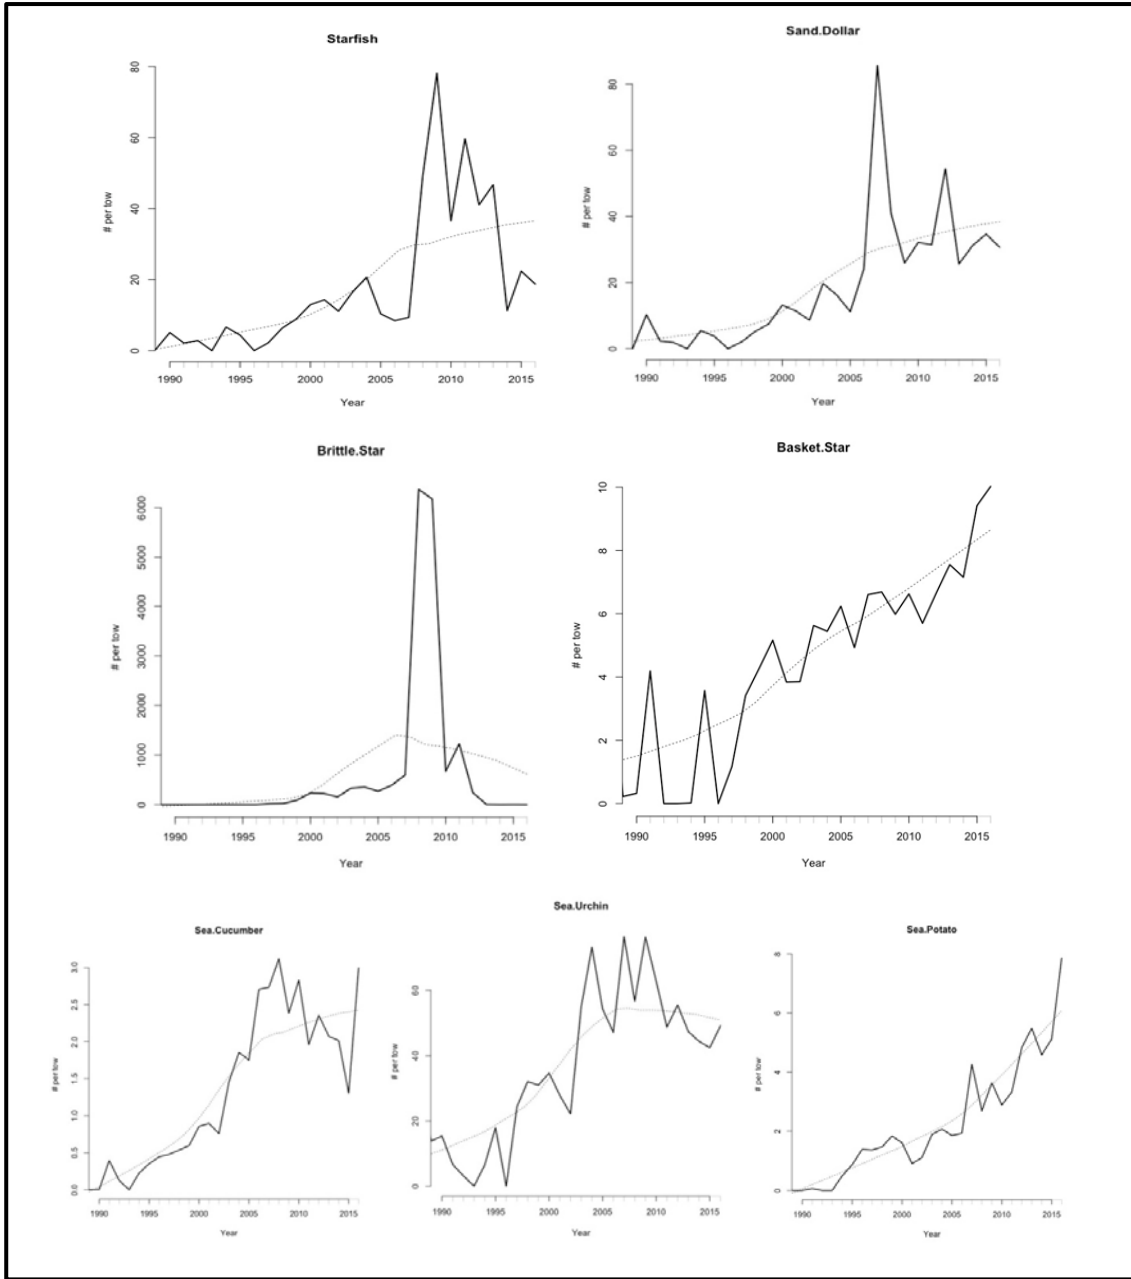 Starfish
# per tow
0 20 40 60 80
1990 1995 2000 2005 2010 2015
Year
Sand.Dollar
# per tow
0 20 40 60 80
1990 1995 2000 2005 2010 2015
Year
Brittle.Star
# per tow
0 1000 2000 3000 4000 5000 6000
1990 1995 2000 2005 2010 2015
Year
Basket.Star
# per tow
0 2 4 6 8 10
1990 1995 2000 2005 2010 2015
Year
Sea.Cucumber
# per tow
0.0 0.5 1.0 1.5 2.0 2.5 3.0
1990 1995 2000 2005 2010 2015
Year
Sea.Urchin
# per tow
0 20 40 60
1990 1995 2000 2005 2010 2015
Year
Sea.Potato
# per tow
0 2 4 6 8
1990 1995 2000 2005 2010 2015
Year